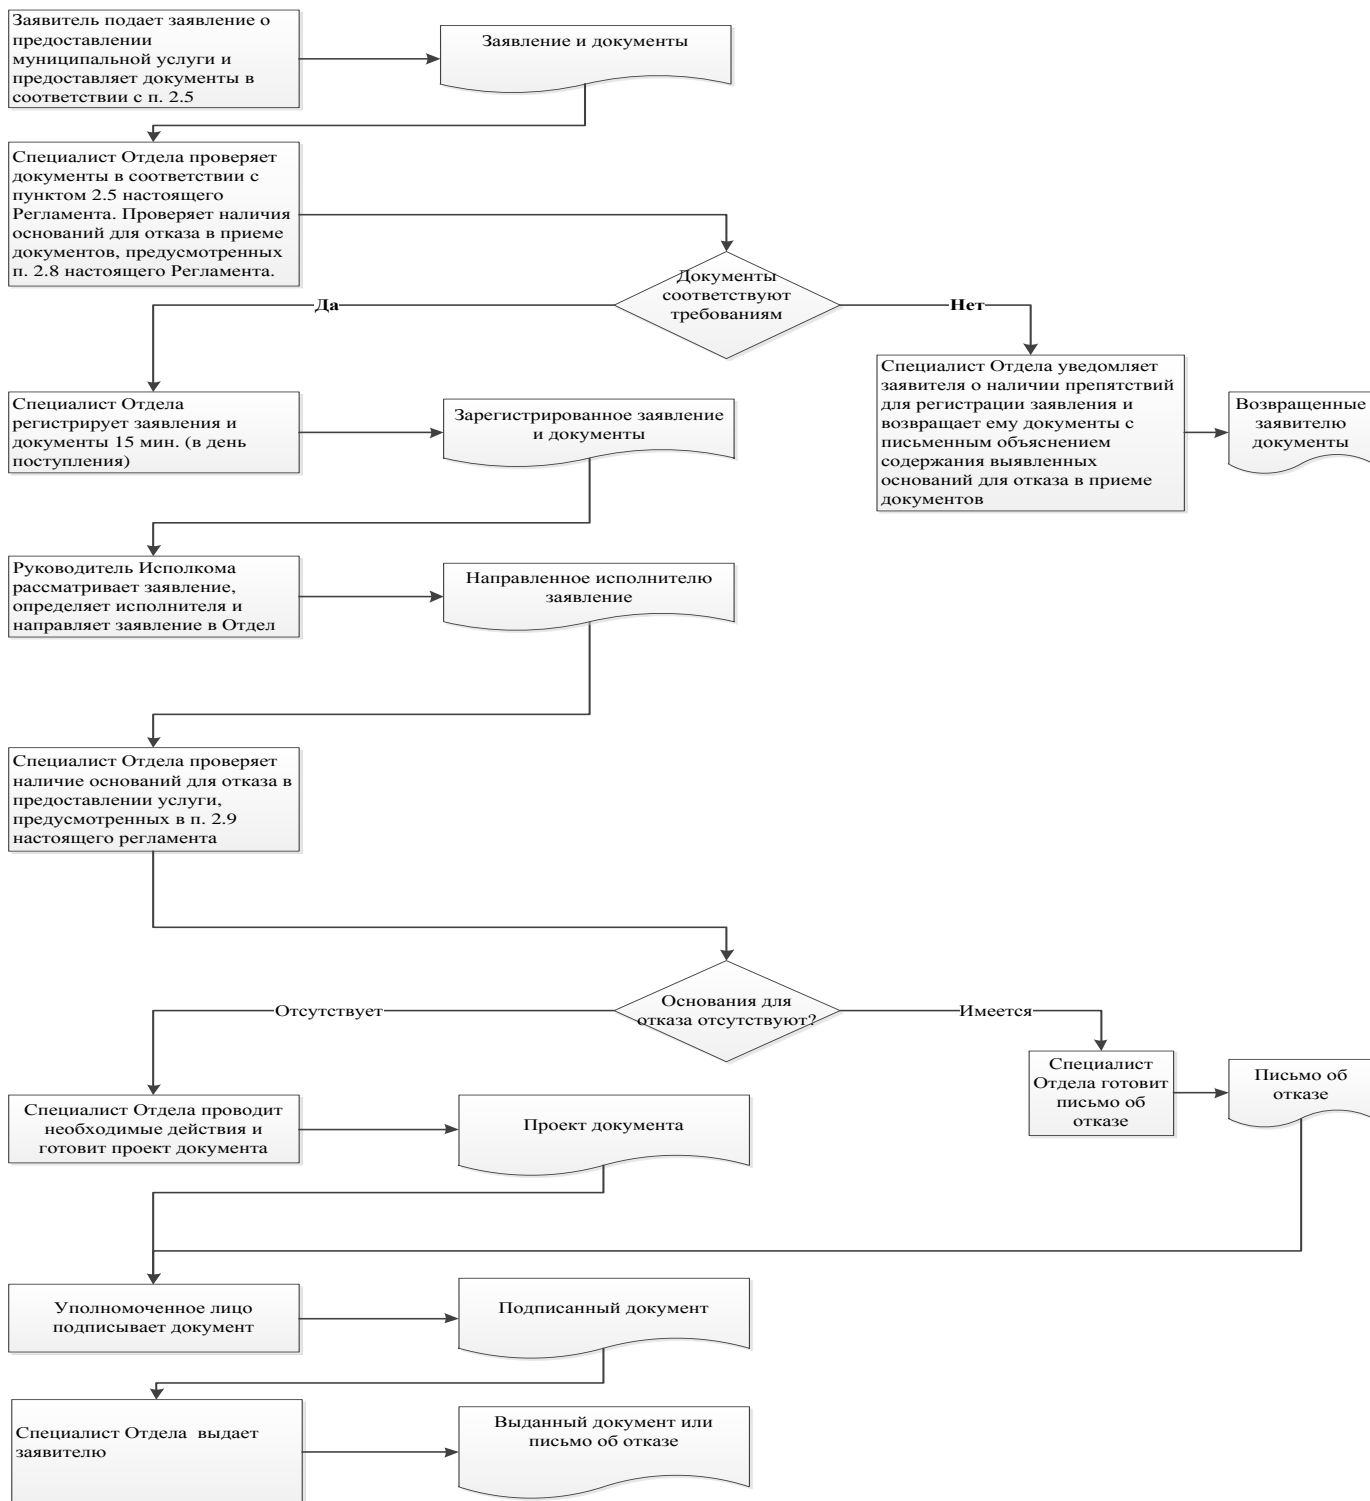 Заявитель подает заявление о
предоставлении
муниципальной услуги и
предоставляет документы в
соответствии с п. 2.5
Заявление и документы
Специалист Отдела проверяет
документы в соответствии с
пунктом 2.5 настоящего
Регламента. Проверяет наличия
оснований для отказа в приеме
документов, предусмотренных
п. 2.8 настоящего Регламента.
Документы
соответствуют
требованиям
Да
Нет
Специалист Отдела
регистрирует заявления и
документы 15 мин. (в день
поступления)
Зарегистрированное заявление
и документы
Специалист Отдела уведомляет
заявителя о наличии препятствий
для регистрации заявления и
возвращает ему документы с
письменным объяснением
содержания выявленных
оснований для отказа в приеме
документов
Возвращенные
заявителю
документы
Руководитель Исполкома
рассматривает заявление,
определяет исполнителя и
направляет заявление в Отдел
Направленное исполнителю
заявление
Специалист Отдела проверяет
наличие оснований для отказа в
предоставлении услуги,
предусмотренных в п. 2.9
настоящего регламента
Основания для
отказа отсутствуют?
Отсутствует
Имеется
Специалист
Отдела готовит
письмо об
отказе
Письмо об
отказе
Специалист Отдела проводит
необходимые действия и
готовит проект документа
Проект документа
Уполномоченное лицо
подписывает документ
Подписанный документ
Специалист Отдела  выдает
заявителю
Выданный документ или
письмо об отказе